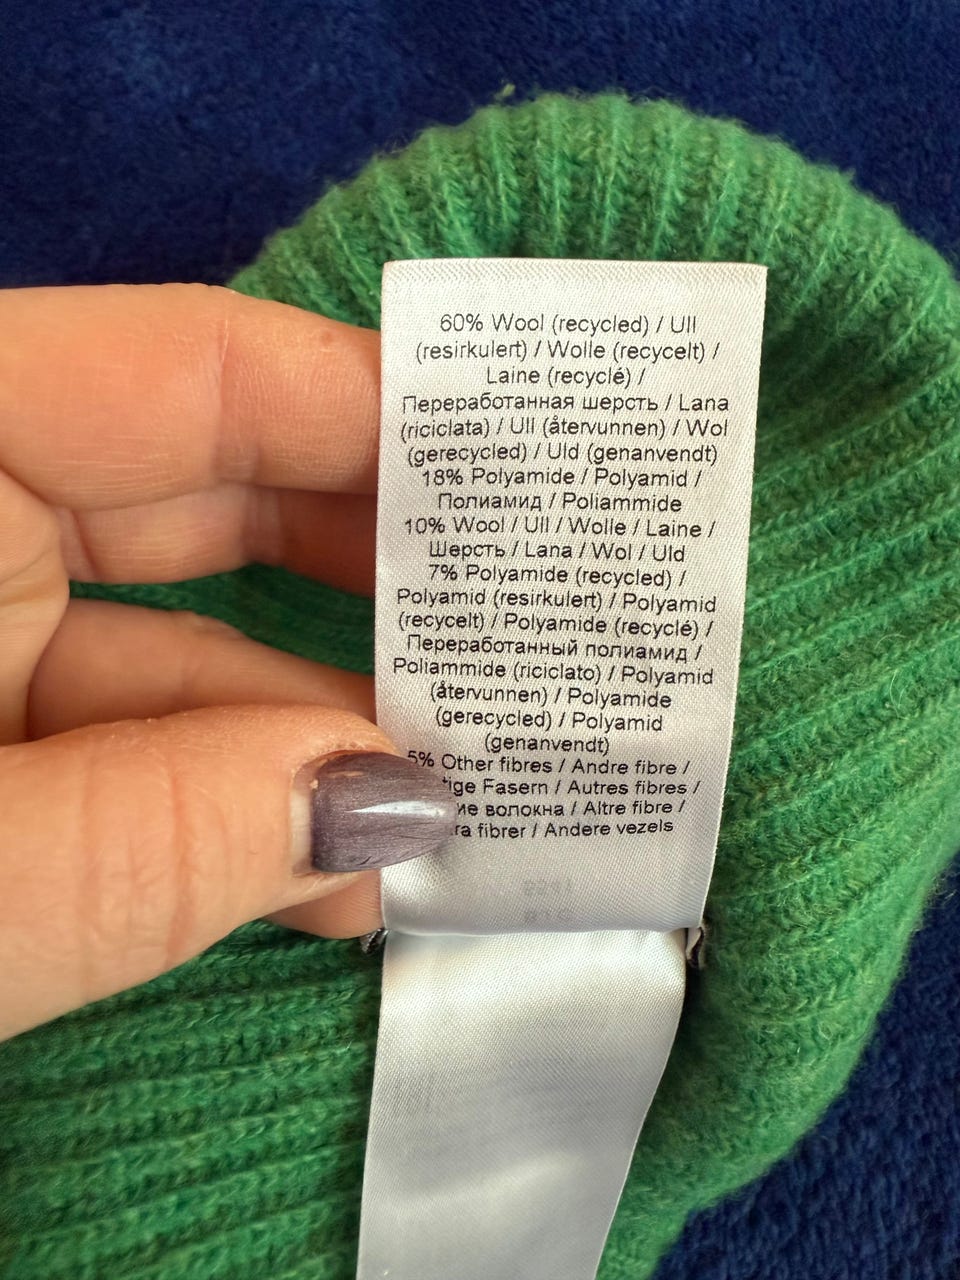 60% Wool (recycled) / Ull
(resirkulert) / Wolle (recycelt) /
Laine (recyclé) /
Переработанная шерсть / Lana
(riciclata) / Ull (återvunnen) / Wol
(gerecycled) / Uld (genanvendt)
18% Polyamide / Polyamid /
Полиамид / Poliammide
10% Wool / Ull / Wolle / Laine /
Шерсть / Lana / Wol / Uld
7% Polyamide (recycled) /
Polyamid (resirkulert) / Polyamid
(recycelt) / Polyamide (recyclé) /
Переработанный полиамид /
Poliammide (riciclato) / Polyamid
(återvunnen) / Polyamide
(gerecycled) / Polyamid
(genanvendt)
5% Other fibres / Andre fibre /
Fasern / Autres fibres /
волокна / Altre fibre /
fibrer / Andere vezels